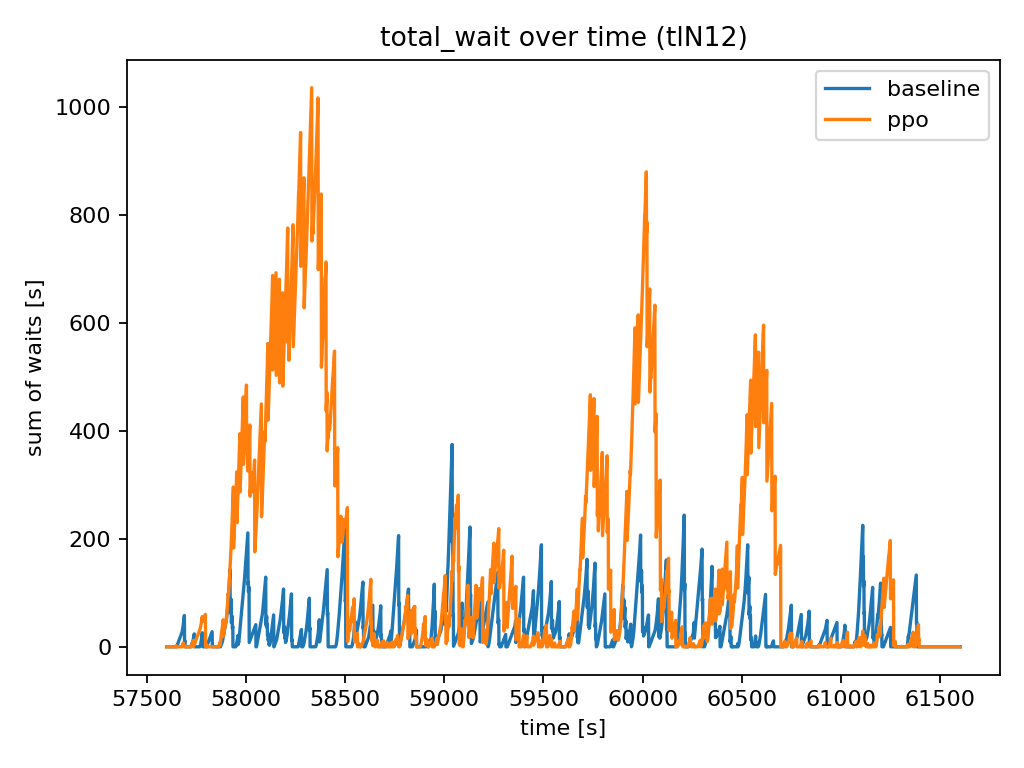 total_wait over time (tlN12)
baseline
ppo
1000
800
600
400
200
0
sum of waits [s]
57500 58000 58500 59000 59500 60000 60500 61000 61500
time [s]